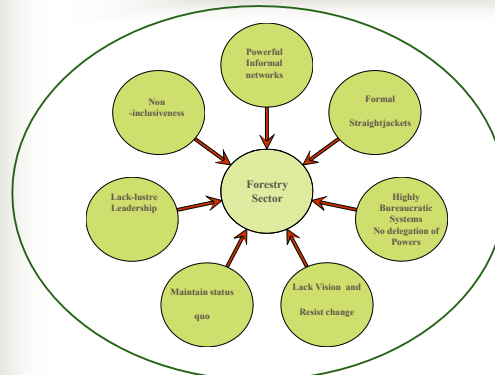 Powerful
Informal
networks
Non
-inclusiveness
Formal
Straightjackets
Forestry
Sector
Lack-lustre
Leadership
Highly
Bureaucratic
Systems
No delegation of
Powers
Maintain status
quo
Lack Vision and
Resist change